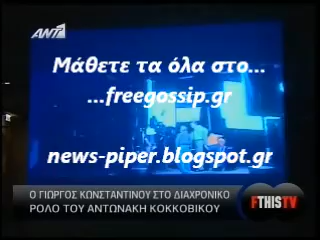 ΑΝΤ1
Μάθετε τα όλα στο...
...freegossip.gr
news-piper.blogspot.gr
Ο ΓΙΩΡΓΟΣ ΚΩΝΣΤΑΝΤΙΝΟΥ ΣΤΟ ΔΙΑΧΡΟΝΙΚΟ
ΡΟΛΟ ΤΟΥ ΑΝΤΩΝΑΚΗ ΚΟΚΚΟΒΙΚΟΥ
FTHISTV